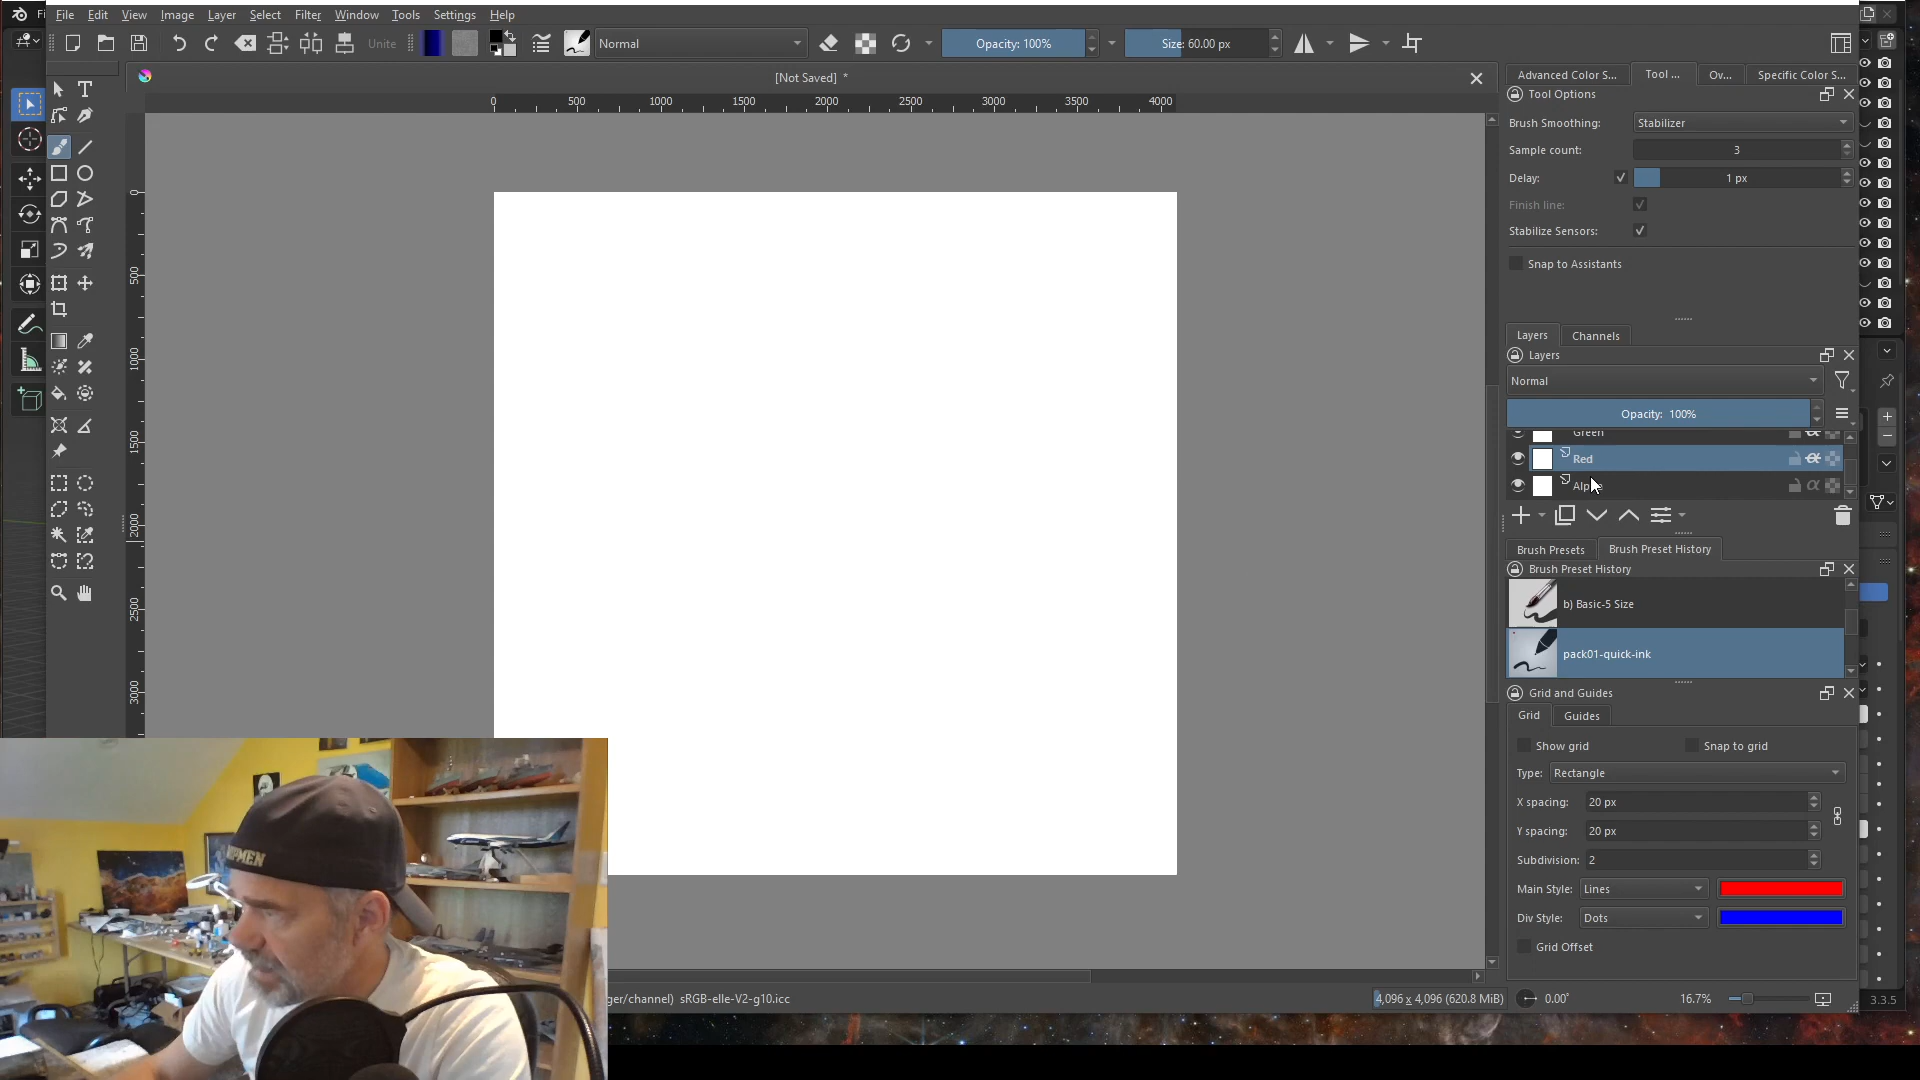 Fi File Edit View Image Layer Select Filter Window Tools Settings Help
Unite Normal Opacity: 100% Size: 60.00 px
[Not Saved] *
0 500 1000 1500 2000 2500 3000 3500 4000
0
500
1000
1500
2000
2500
3000
Advanced Color S... Tool ... Ov... Specific Color S...
Tool Options
Brush Smoothing: Stabilizer
Sample count: 3
Delay: 1 px
Finish line:
Stabilize Sensors:
Snap to Assistants
Layers Channels
Layers
Normal
Opacity: 100%
Green
Red
Brush Presets Brush Preset History
Brush Preset History
b) Basic-5 Size
pack01-quick-ink
Grid and Guides
Grid Guides
Show grid Snap to grid
Type: Rectangle
X spacing: 20 px
Y spacing: 20 px
Subdivision: 2
Main Style: Lines
Div Style: Dots
Grid Offset
ger/channel) sRGB-elle-V2-g10.icc
4,096 x 4,096 (620.8 MiB) 0.00° 16.7%
3.3.5